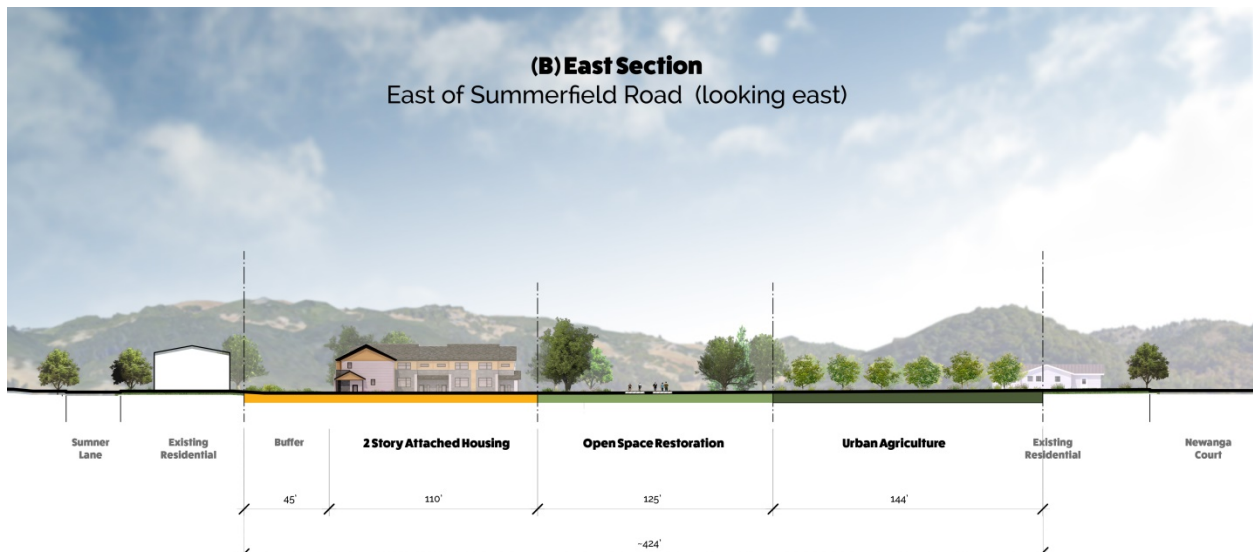 (B) East Section
East of Summerfield Road (looking east)
Sumner
Lane
Existing
Residential
Buffer
2 Story Attached Housing
Open Space Restoration
Urban Agriculture
Existing
Residential
Newanga
Court
45'
110'
125'
144'
~424'